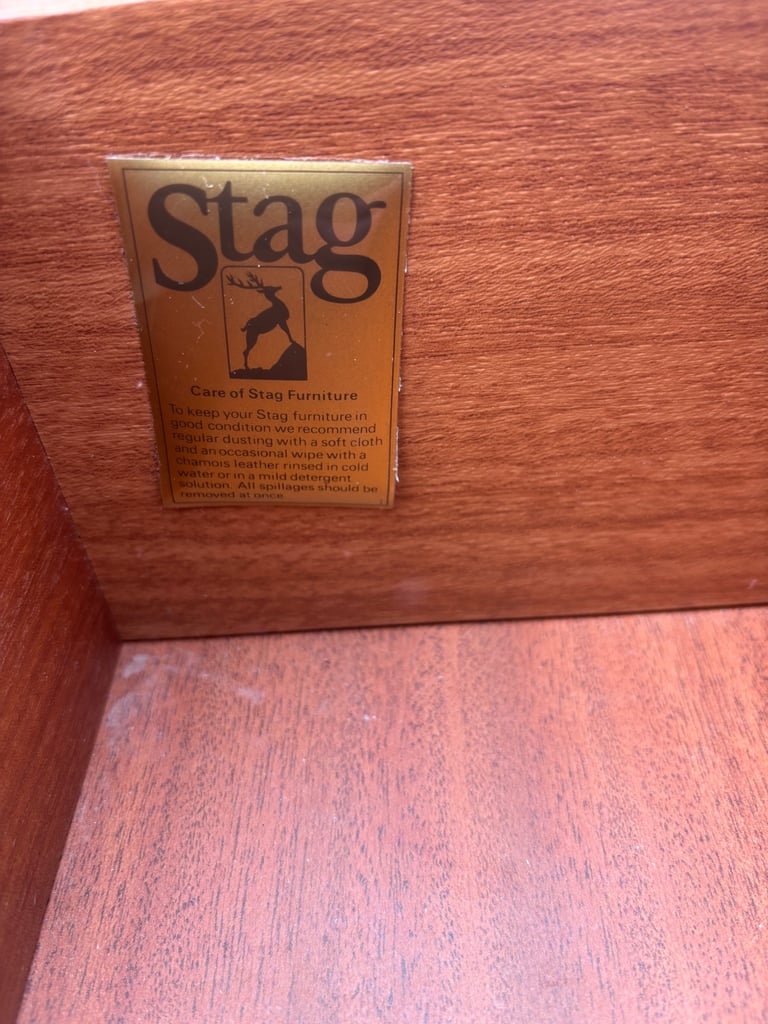 Stag
Care of Stag Furniture
To keep your Stag furniture in
good condition we recommend
regular dusting with a soft cloth
and an occasional wipe with a
chamois leather rinsed in cold
water or in a mild detergent
solution. All spillages should be
removed at once